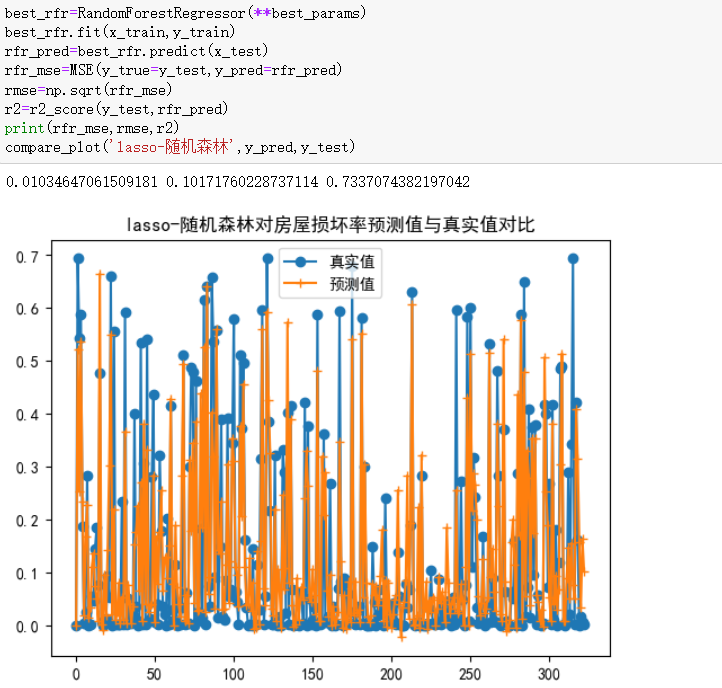 best_rfr=RandomForestRegressor(**best_params)
best_rfr.fit(x_train,y_train)
rfr_pred=best_rfr.predict(x_test)
rfr_mse=MSE(y_true=y_test,y_pred=rfr_pred)
rmse=np.sqrt(rfr_mse)
r2=r2_score(y_test,rfr_pred)
print(rfr_mse,rmse,r2)
compare_plot('lasso-随机森林',y_pred,y_test)
0.01034647061509181 0.10171760228737114 0.7337074382197042
lasso-随机森林对房屋损坏率预测值与真实值对比
真实值
预测值
0.7
0.6
0.5
0.4
0.3
0.2
0.1
0.0
0 50 100 150 200 250 300